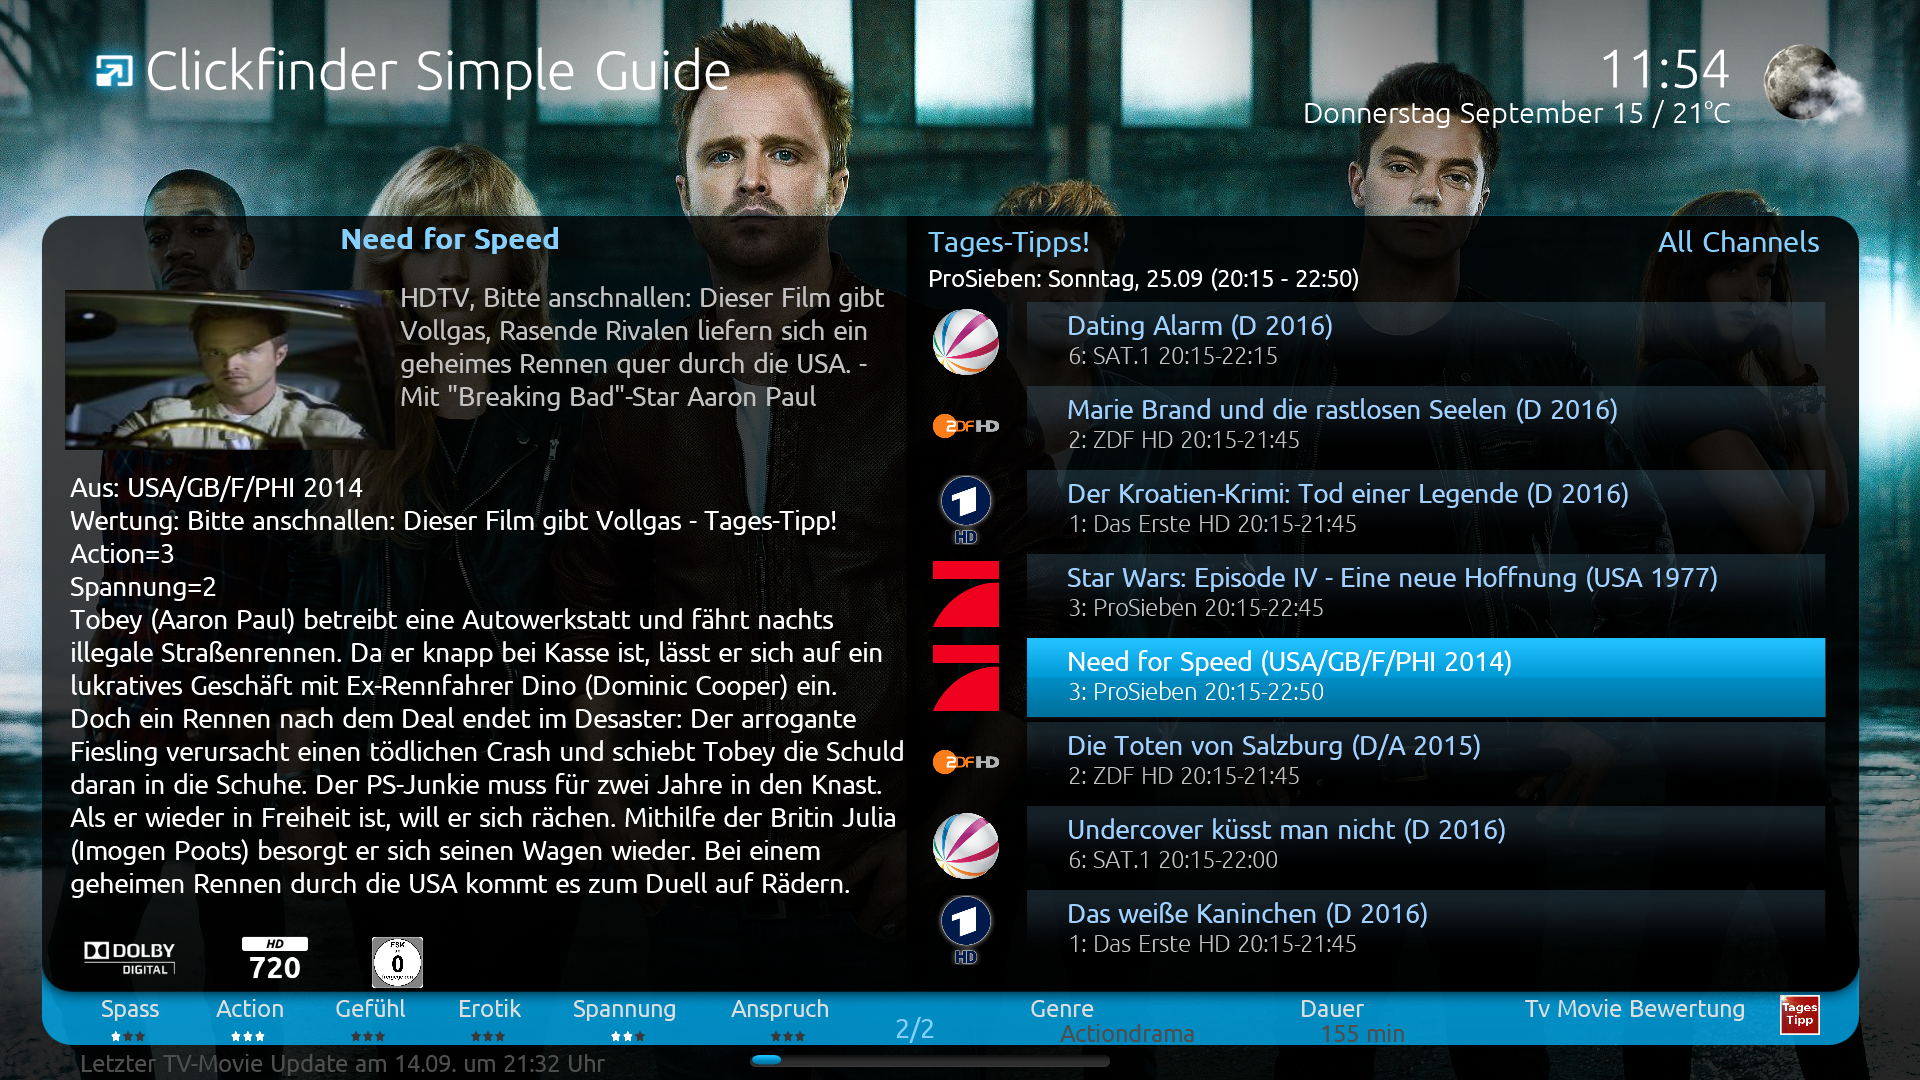 Clickfinder Simple Guide
11:54
Donnerstag September 15 / 21°C
Need for Speed
HDTV, Bitte anschnallen: Dieser Film gibt
Vollgas, Rasende Rivalen liefern sich ein
geheimes Rennen quer durch die USA. -
Mit "Breaking Bad"-Star Aaron Paul
Aus: USA/GB/F/PHI 2014
Wertung: Bitte anschnallen: Dieser Film gibt Vollgas - Tages-Tipp!
Action=3
Spannung=2
Tobey (Aaron Paul) betreibt eine Autowerkstatt und fährt nachts
illegale Straßenrennen. Da er knapp bei Kasse ist, lässt er sich auf ein
lukratives Geschäft mit Ex-Rennfahrer Dino (Dominic Cooper) ein.
Doch ein Rennen nach dem Deal endet im Desaster: Der arrogante
Fiesling verursacht einen tödlichen Crash und schiebt Tobey die Schuld
daran in die Schuhe. Der PS-Junkie muss für zwei Jahre in den Knast.
Als er wieder in Freiheit ist, will er sich rächen. Mithilfe der Britin Julia
(Imogen Poots) besorgt er sich seinen Wagen wieder. Bei einem
geheimen Rennen durch die USA kommt es zum Duell auf Rädern.
DOLBY
DIGITAL
HD
720
FSK
0
Tages-Tipps!
All Channels
ProSieben: Sonntag, 25.09 (20:15 - 22:50)
Dating Alarm (D 2016)
6: SAT.1 20:15-22:15
ZDF HD
Marie Brand und die rastlosen Seelen (D 2016)
2: ZDF HD 20:15-21:45
1
HD
Der Kroatien-Krimi: Tod einer Legende (D 2016)
1: Das Erste HD 20:15-21:45
Star Wars: Episode IV - Eine neue Hoffnung (USA 1977)
3: ProSieben 20:15-22:45
Need for Speed (USA/GB/F/PHI 2014)
3: ProSieben 20:15-22:50
ZDF HD
Die Toten von Salzburg (D/A 2015)
2: ZDF HD 20:15-21:45
Undercover küsst man nicht (D 2016)
6: SAT.1 20:15-22:00
1
HD
Das weiße Kaninchen (D 2016)
1: Das Erste HD 20:15-21:45
Spass
Action
Gefühl
Erotik
Spannung
Anspruch
2/2
Genre
Actiondrama
Dauer
155 min
Tv Movie Bewertung
Tages
Tipp
Letzter TV-Movie Update am 14.09. um 21:32 Uhr